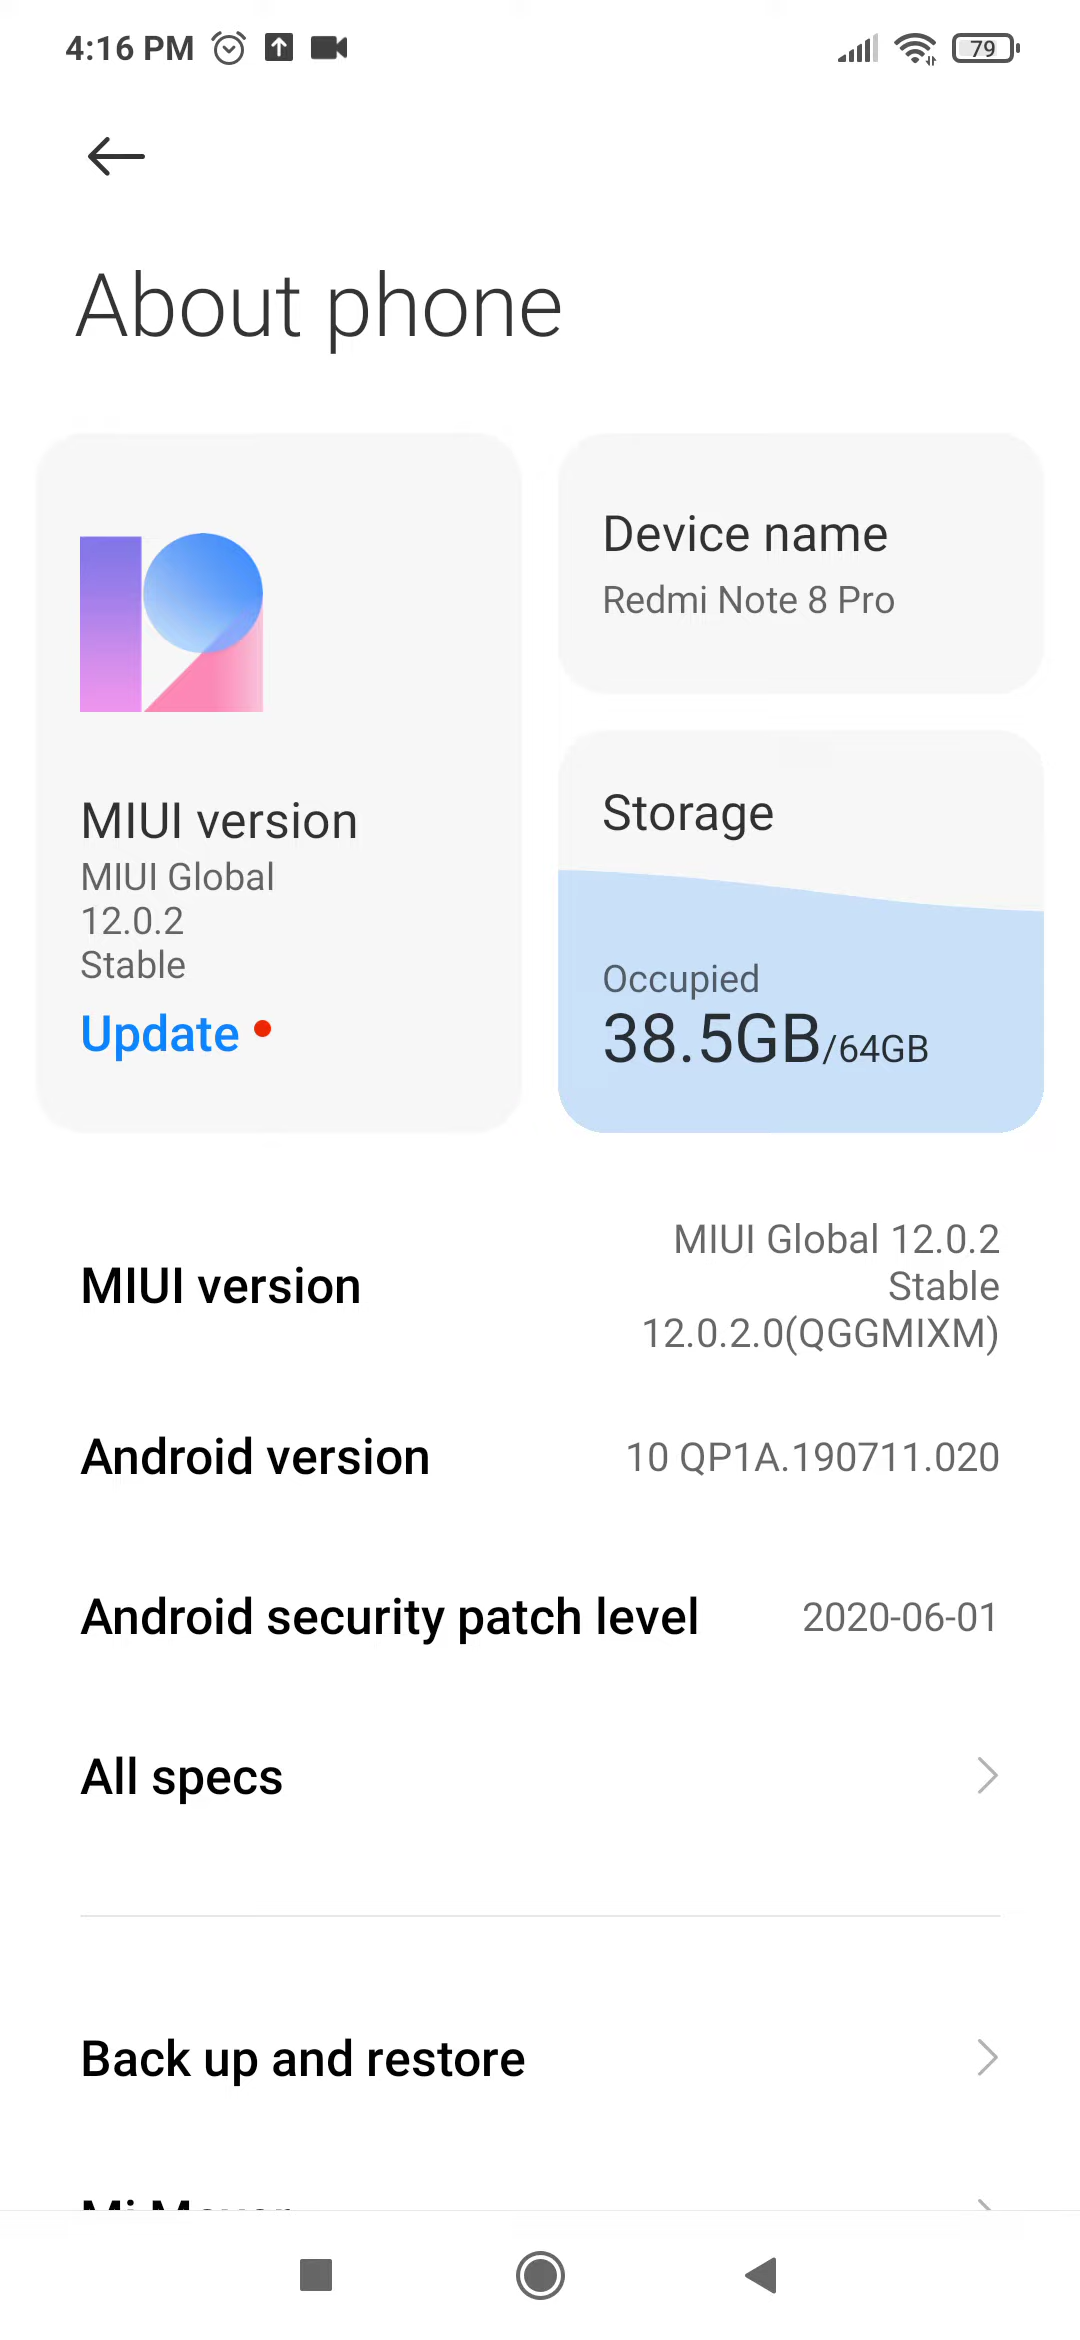 4:16 PM
79
About phone
MIUI version
MIUI Global
12.0.2
Stable
Update
Device name
Redmi Note 8 Pro
Storage
Occupied
38.5GB/64GB
MIUI version
MIUI Global 12.0.2
Stable
12.0.2.0(QGGMIXM)
Android version
10 QP1A.190711.020
Android security patch level
2020-06-01
All specs
Back up and restore
Mi Mover